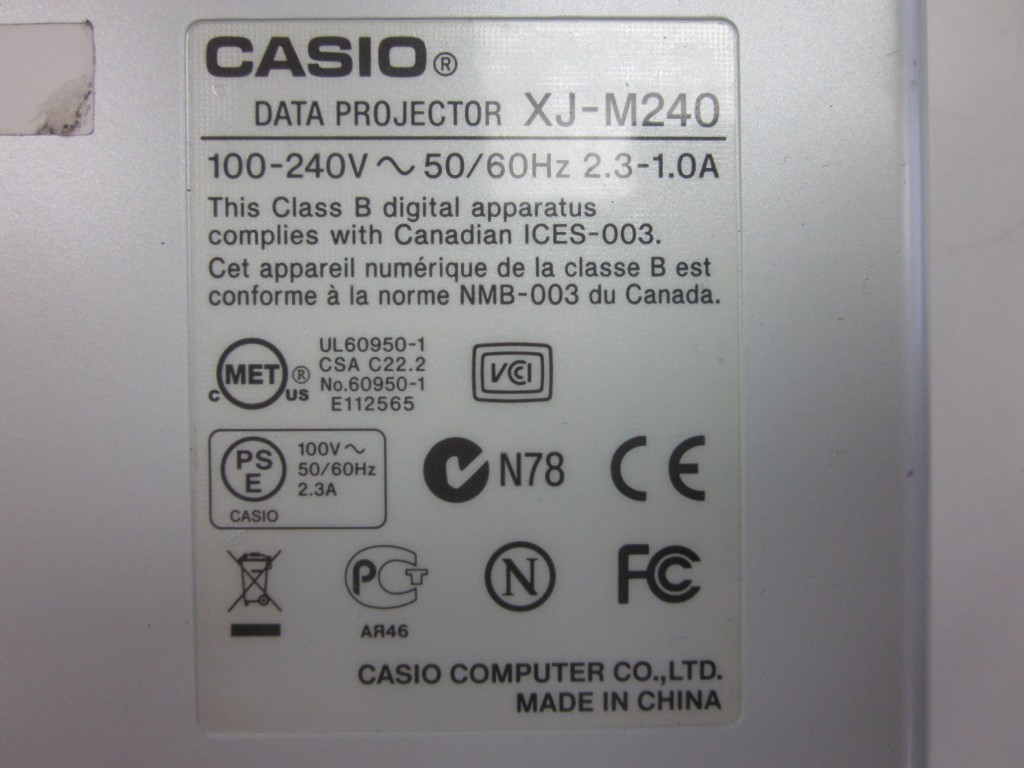 CASIO®
DATA PROJECTOR XJ-M240
100-240V ~ 50/60Hz 2.3-1.0A
This Class B digital apparatus
complies with Canadian ICES-003.
Cet appareil numérique de la classe B est
conforme à la norme NMB-003 du Canada.
C MET ® US
UL60950-1
CSA C22.2
No.60950-1
E112565
VCI
PS
E
CASIO
100V ~
50/60Hz
2.3A
N78
CE
PCT
АЯ46
N
FC
CASIO COMPUTER CO.,LTD.
MADE IN CHINA